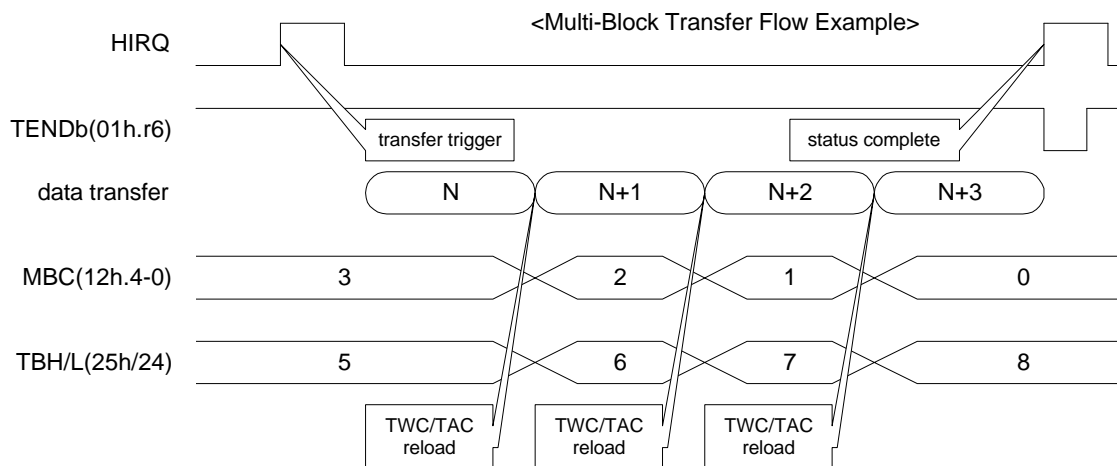 <Multi-Block Transfer Flow Example>
HIRQ
TENDb(01h.r6)
transfer trigger
status complete
data transfer
N
N+1
N+2
N+3
MBC(12h.4-0)
3
2
1
0
TBH/L(25h/24)
5
6
7
8
TWC/TAC
reload
TWC/TAC
reload
TWC/TAC
reload